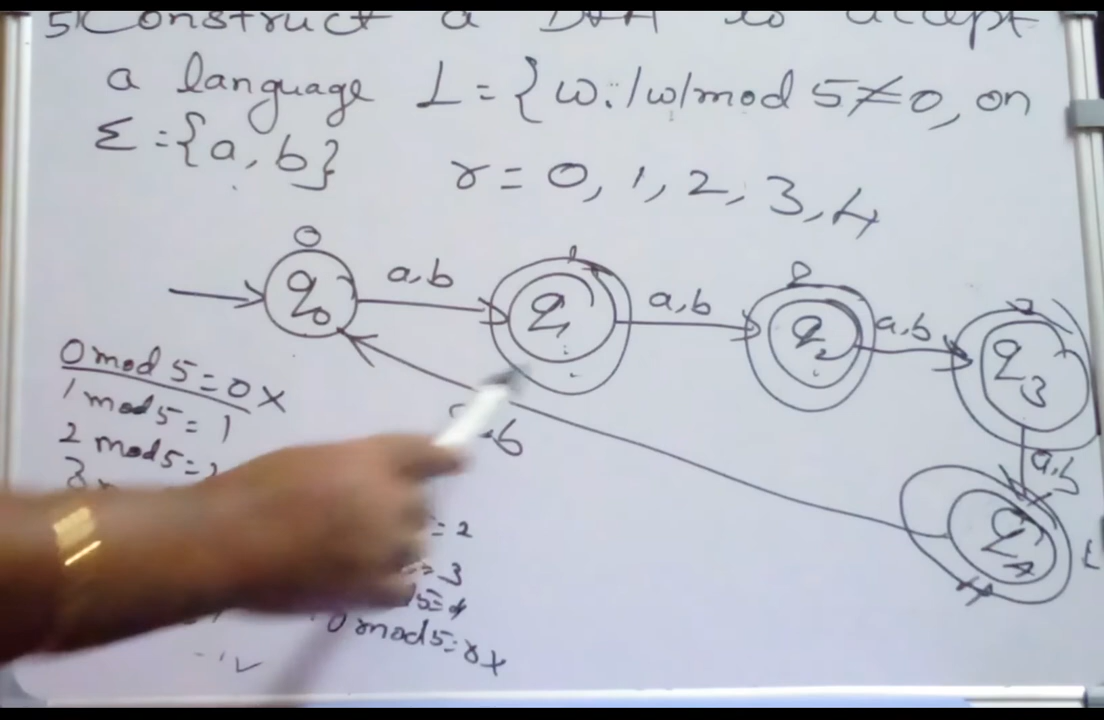 5) Construct a DFA to accept
a language L = {w: |w| mod 5 ≠ 0, on
Σ = {a, b}
r = 0, 1, 2, 3, 4
0
q0
a,b
1
q1
a,b
2
q2
a,b
3
q3
a,b
q4
a,b
0 mod 5 = 0 X
1 mod 5 = 1
2 mod 5 =
3
= 2
= 3
5 = 4
0 mod 5 =